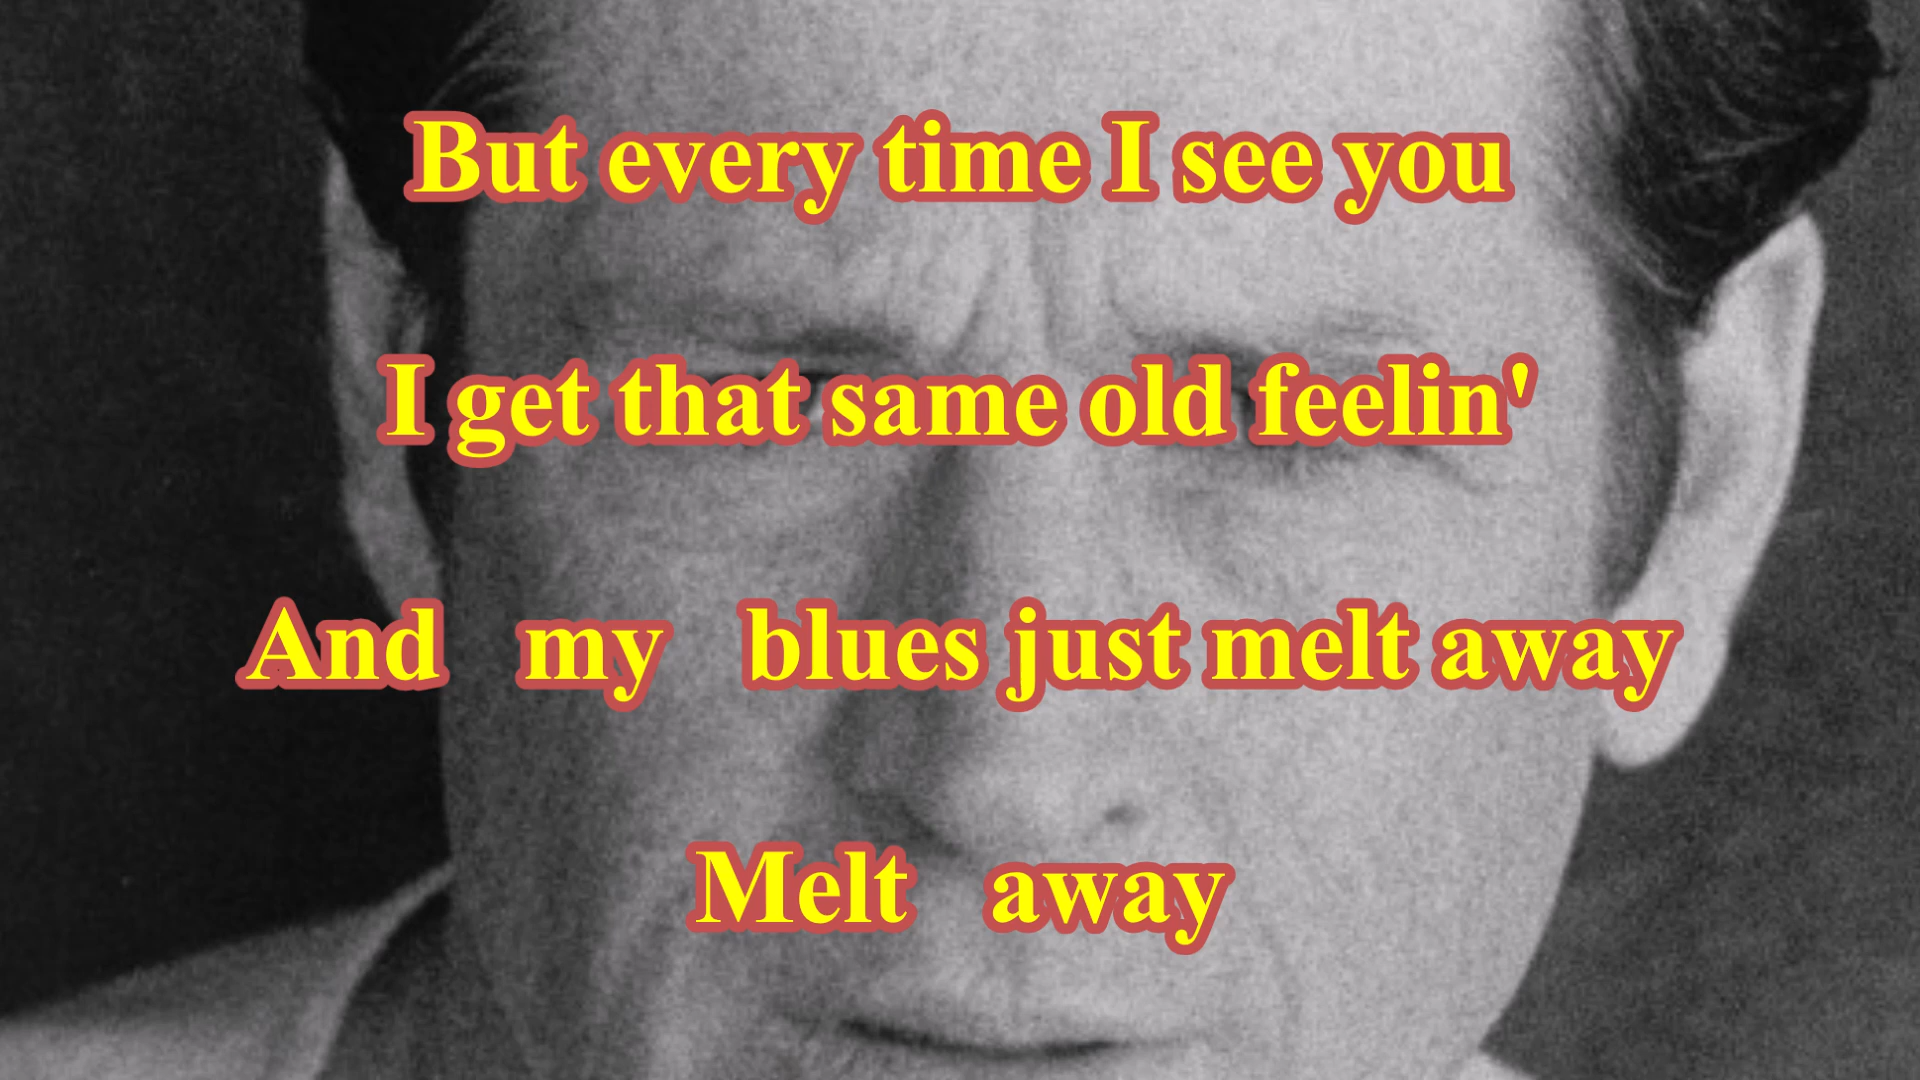 But every time I see you
I get that same old feelin'
And my blues just melt away
Melt away